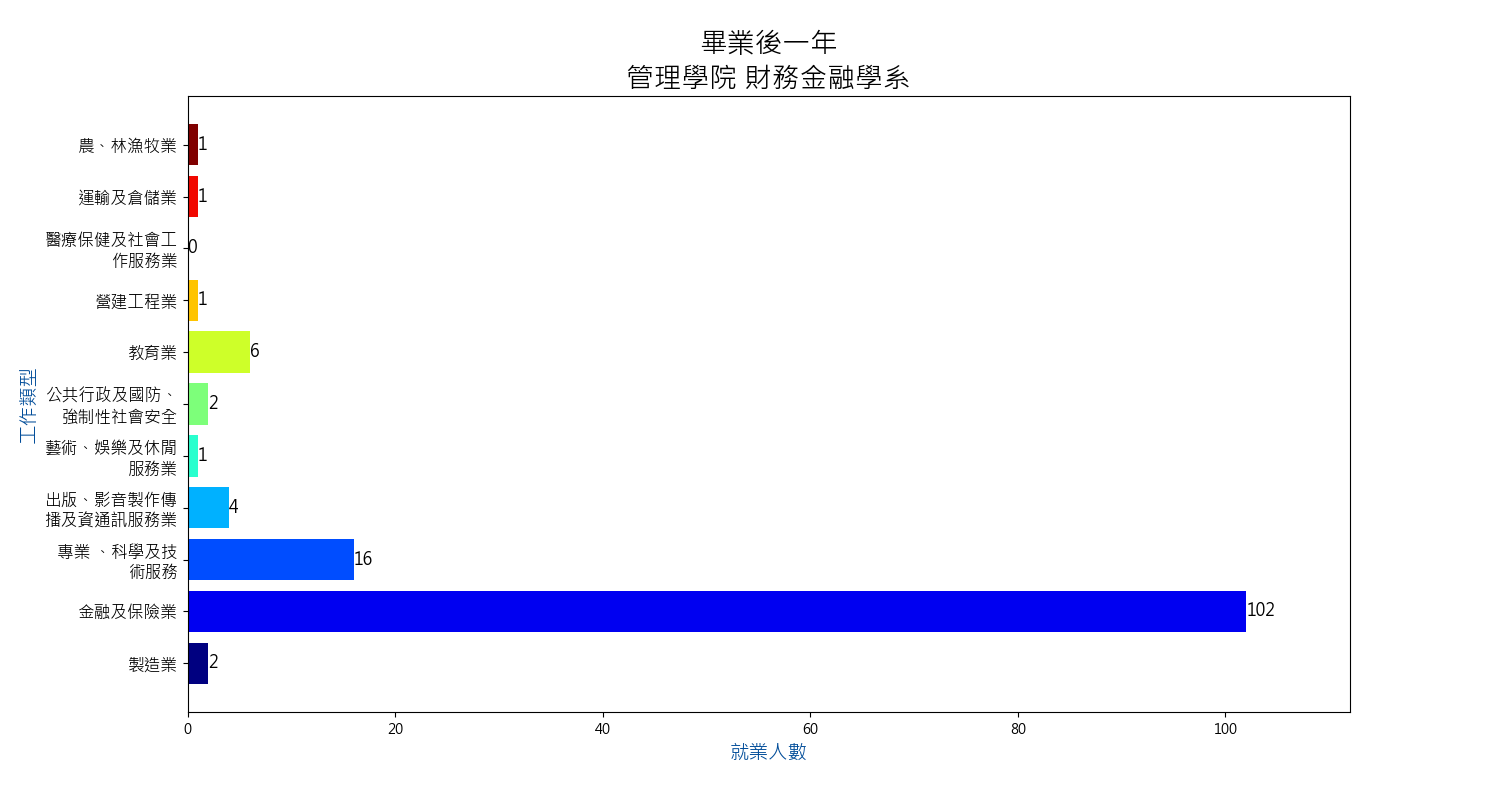 畢業後一年
管理學院 財務金融學系
農、林漁牧業
1
運輸及倉儲業
1
醫療保健及社會工
作服務業
0
營建工程業
1
教育業
6
公共行政及國防、
強制性社會安全
2
藝術、娛樂及休閒
服務業
1
出版、影音製作傳
播及資通訊服務業
4
專業 、科學及技
術服務
16
金融及保險業
102
製造業
2
工作類型
0 20 40 60 80 100
就業人數